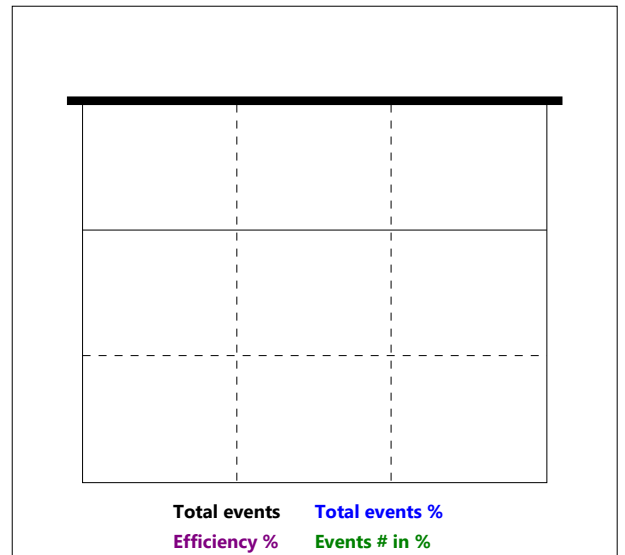 Total events Total events %
Efficiency % Events # in %